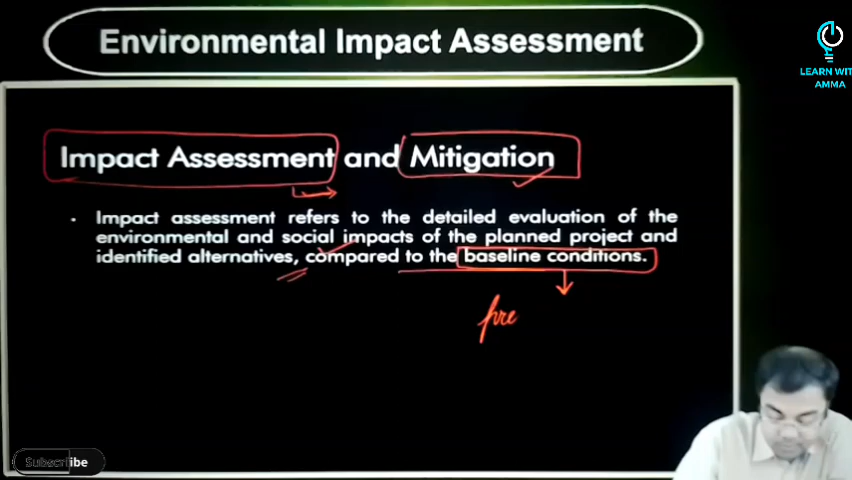 Environmental Impact Assessment
LEARN WIT
AMMA
Impact Assessment and Mitigation
• Impact assessment refers to the detailed evaluation of the
environmental and social impacts of the planned project and
identified alternatives, compared to the baseline conditions.
pre
Subscribe